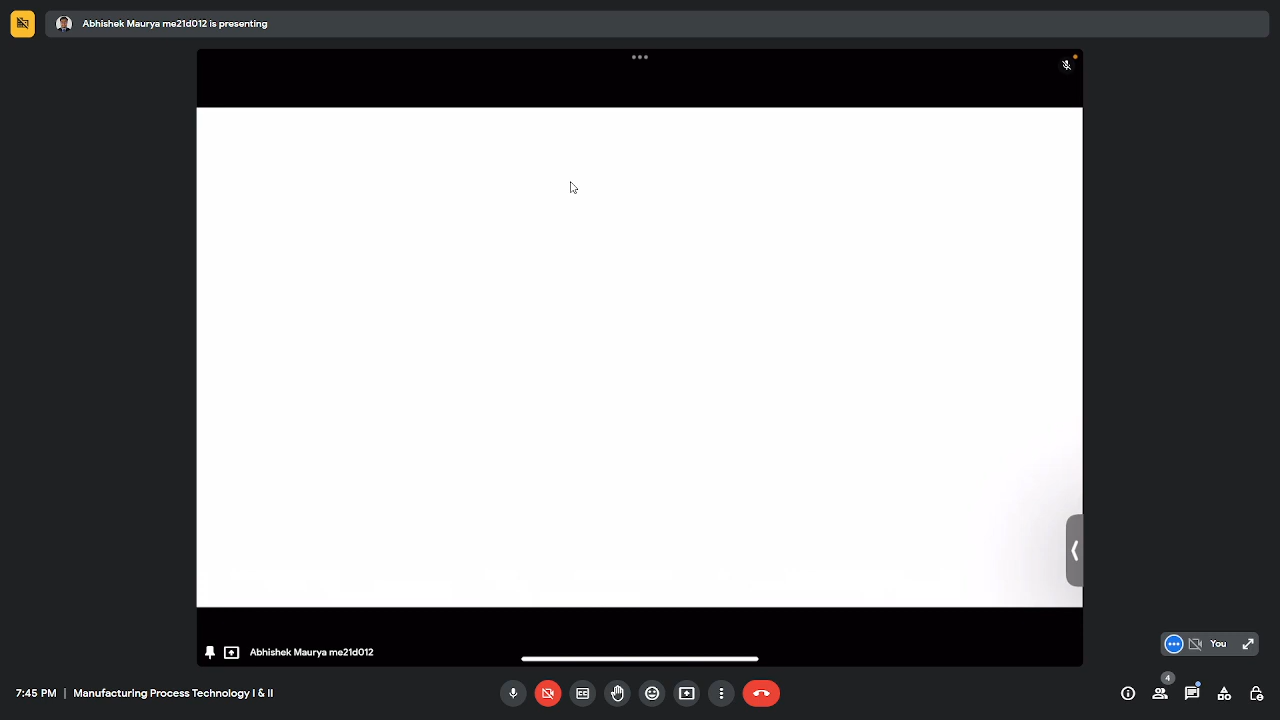 Abhishek Maurya me21d012 is presenting
Abhishek Maurya me21d012
You
4
7:45 PM | Manufacturing Process Technology I & II